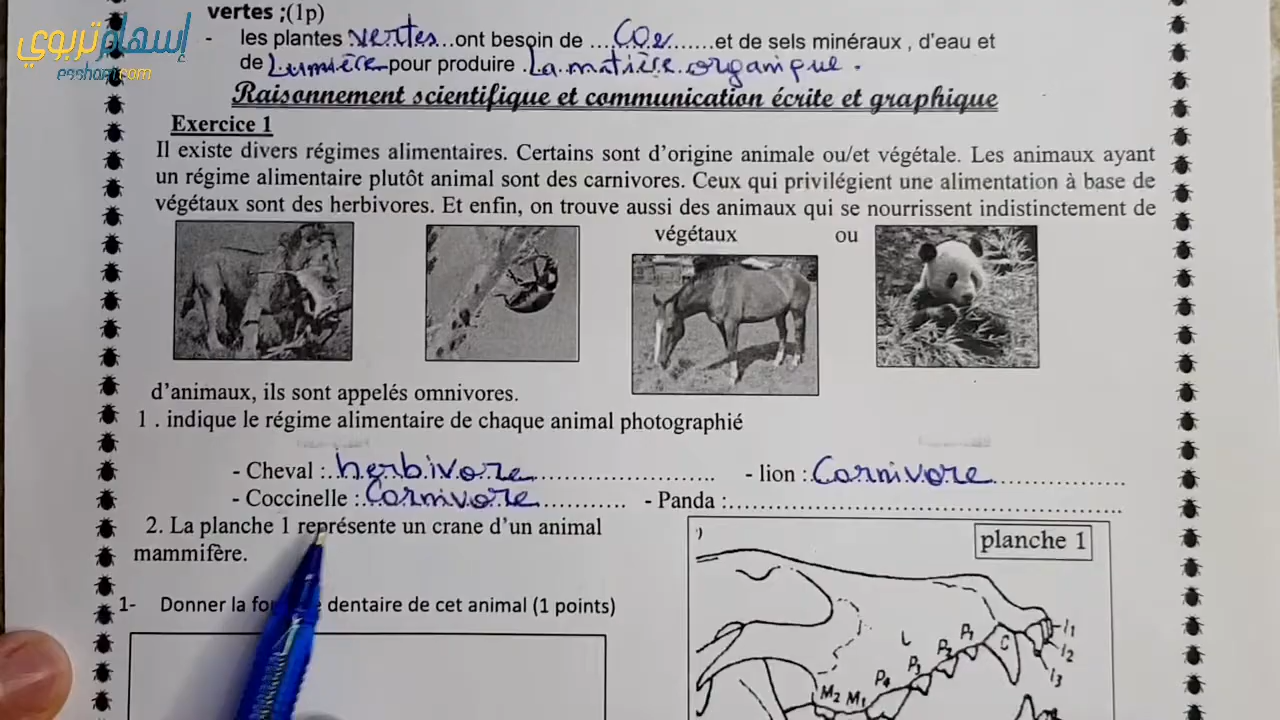 إسهام تربوي
esshami.com
vertes ;(1p)
- les plantes vertes ont besoin de CO2 et de sels minéraux , d'eau et
de Lumière pour produire La matière organique.
Raisonnement scientifique et communication écrite et graphique
Exercice 1
Il existe divers régimes alimentaires. Certains sont d'origine animale ou/et végétale. Les animaux ayant
un régime alimentaire plutôt animal sont des carnivores. Ceux qui privilégient une alimentation à base de
végétaux sont des herbivores. Et enfin, on trouve aussi des animaux qui se nourrissent indistinctement de
végétaux ou
d'animaux, ils sont appelés omnivores.
1 . indique le régime alimentaire de chaque animal photographié
- Cheval : herbivore - lion : Carnivore
- Coccinelle : Carnivore - Panda :
2. La planche 1 représente un crane d'un animal
mammifère.
planche 1
1- Donner la dentaire de cet animal (1 points)
I1
I2
I3
C
P1
P2
P3
P4
M1
M2